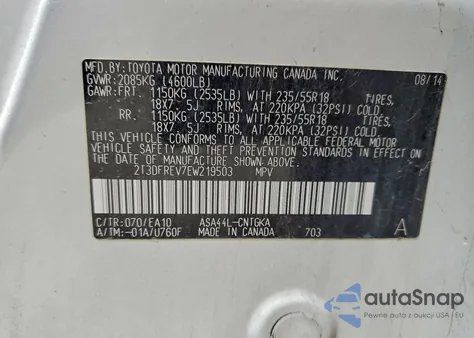 MFD. BY: TOYOTA MOTOR MANUFACTURING CANADA INC. 08/14
GVWR: 2085KG (4600LB)
GAWR: FRT. 1150KG (2535LB) WITH 235/55R18 TIRES,
18X7. 5J RIMS, AT 220KPA (32PSI) COLD.
RR. 1150KG (2535LB) WITH 235/55R18 TIRES,
18X7. 5J RIMS, AT 220KPA (32PSI) COLD.
THIS VEHICLE CONFORMS TO ALL APPLICABLE FEDERAL MOTOR
VEHICLE SAFETY AND BUMPER STANDARDS IN EFFECT ON THE DATE OF
MANUFACTURE SHOWN ABOVE.
2T3DFREV7EW219503 MPV
C/TR: 070/EA10 ASA44L-CNTGKA A
A/TM: -01A/U760F MADE IN CANADA 703
autoSnap
Pewne auta z aukcji USA i EU